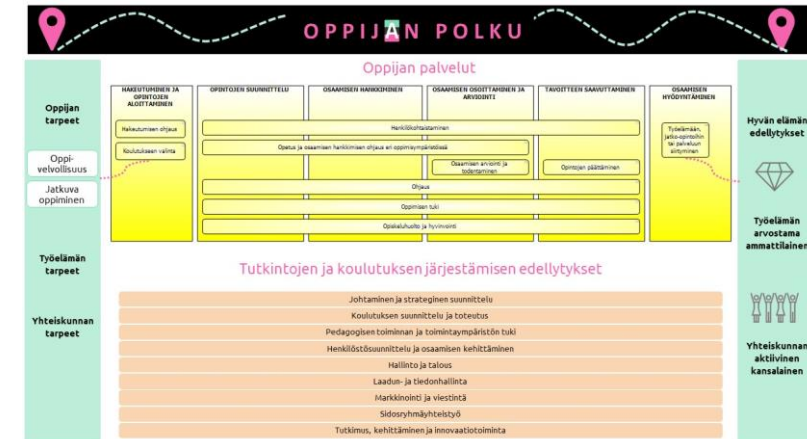 OPPIJAN POLKU
Oppijan palvelut
Oppijan
tarpeet
Oppi-
velvollisuus
Jatkuva
oppiminen
Työelämän
tarpeet
Yhteiskunnan
tarpeet
HAKEUTUMINEN JA
OPINTOJEN
ALOITTAMINEN
Hakeutumisen ohjaus
Koulutukseen valinta
OPINTOJEN SUUNNITTELU
OSAAMISEN HANKKIMINEN
OSAAMISEN OSOITTAMINEN JA
ARVIOINTI
TAVOITTEEN SAAVUTTAMINEN
OSAAMISEN
HYÖDYNTÄMINEN
Henkilökohtaistaminen
Opetus ja osaamisen hankkimisen ohjaus eri oppimisympäristöissä
Osaamisen arviointi ja
todentaminen
Opintojen päättäminen
Ohjaus
Oppimisen tuki
Opiskeluhuolto ja hyvinvointi
Työelämään,
jatko-opintoihin
tai palveluun
siirtyminen
Tutkintojen ja koulutuksen järjestämisen edellytykset
Johtaminen ja strateginen suunnittelu
Koulutuksen suunnittelu ja toteutus
Pedagogisen toiminnan ja toimintaympäristön tuki
Henkilöstösuunnittelu ja osaamisen kehittäminen
Hallinto ja talous
Laadun- ja tiedonhallinta
Markkinointi ja viestintä
Sidosryhmäyhteistyö
Tutkimus, kehittäminen ja innovaatiotoiminta
Hyvän elämän
edellytykset
Työelämän
arvostama
ammattilainen
Yhteiskunnan
aktiivinen
kansalainen